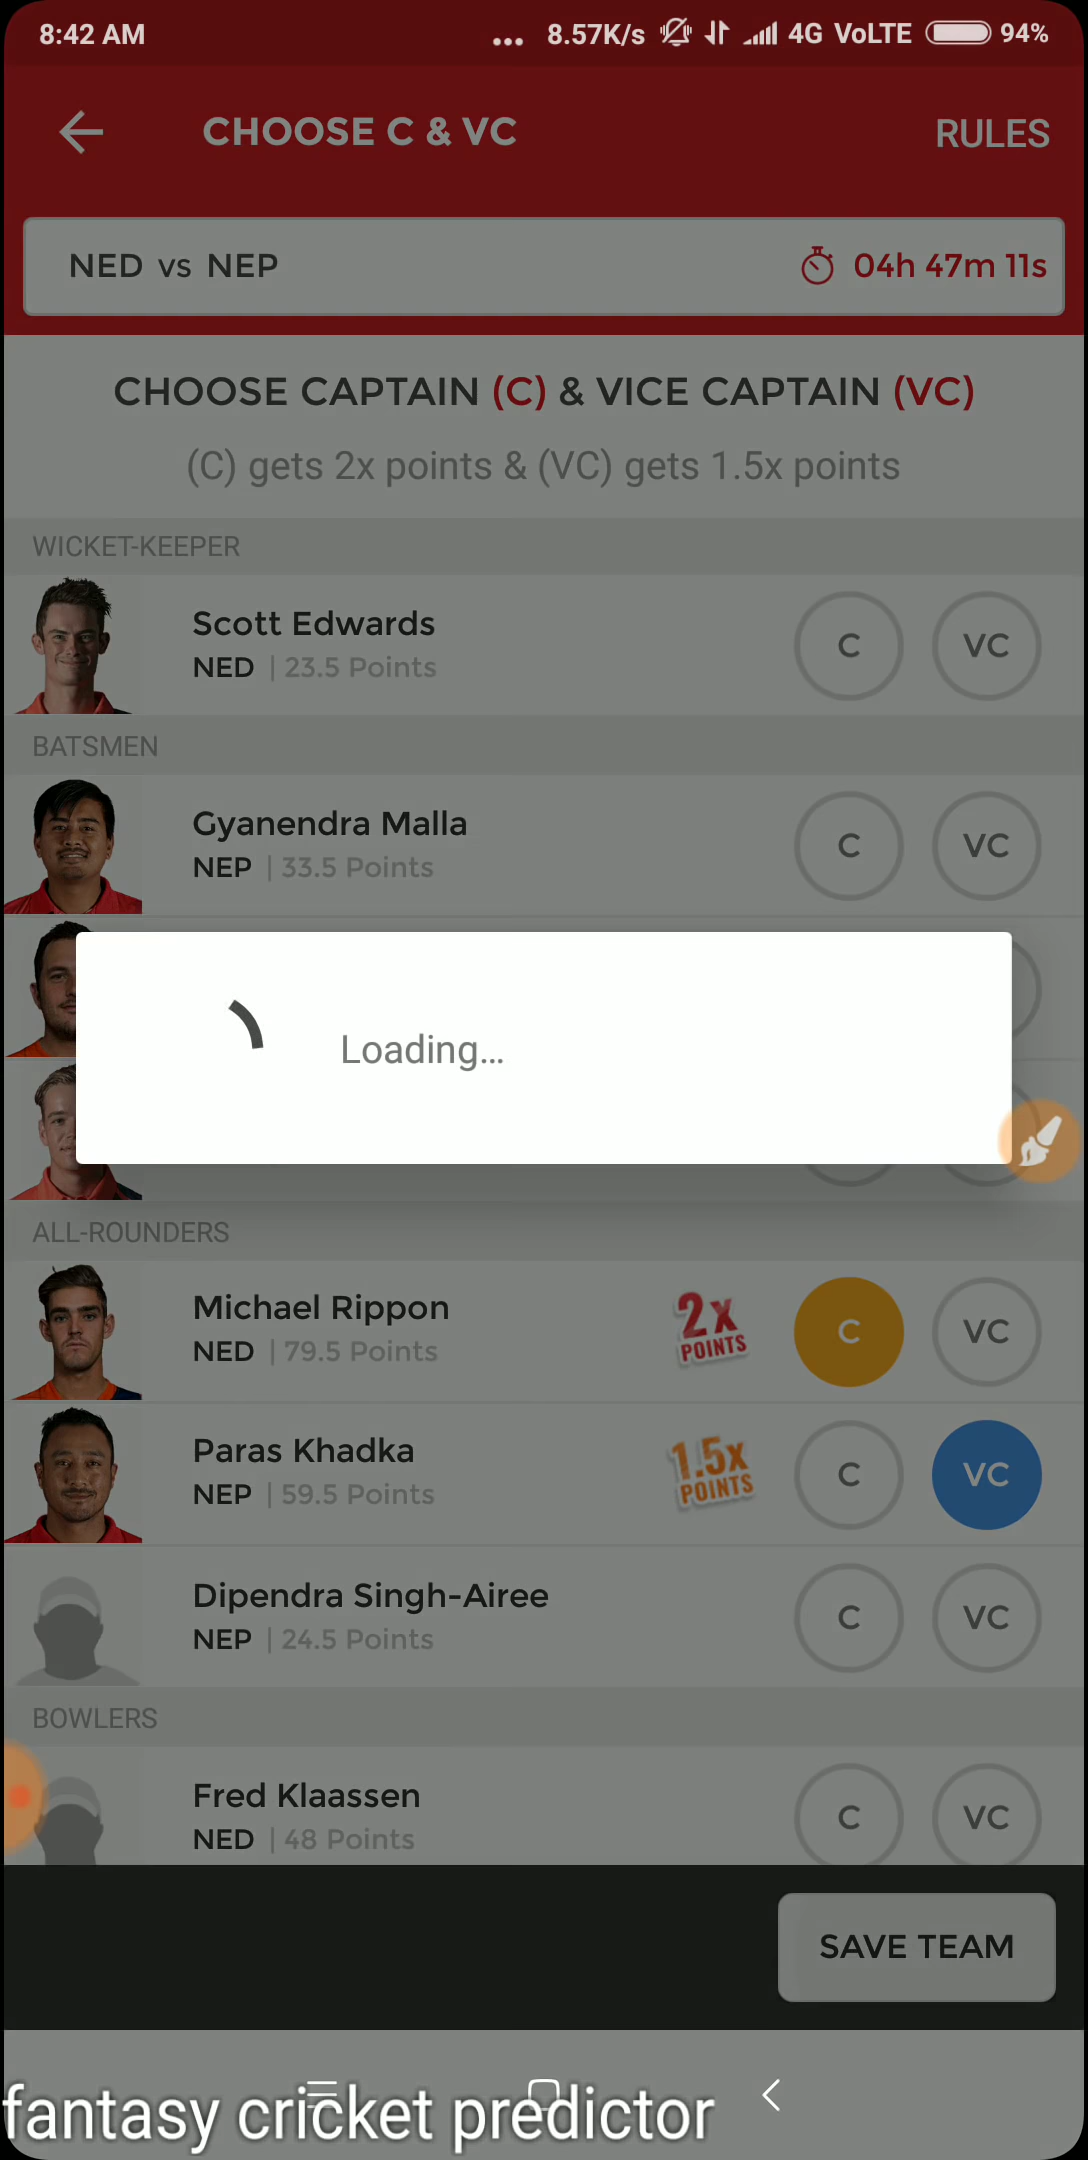 8:42 AM
... 8.57K/s 4G VoLTE 94%
CHOOSE C & VC
RULES
NED vs NEP
04h 47m 11s
CHOOSE CAPTAIN (C) & VICE CAPTAIN (VC)
(C) gets 2x points & (VC) gets 1.5x points
WICKET-KEEPER
Scott Edwards
NED | 23.5 Points
C VC
BATSMEN
Gyanendra Malla
NEP | 33.5 Points
C VC
Loading...
ALL-ROUNDERS
Michael Rippon
NED | 79.5 Points
2x
POINTS
C VC
Paras Khadka
NEP | 59.5 Points
1.5x
POINTS
C VC
Dipendra Singh-Airee
NEP | 24.5 Points
C VC
BOWLERS
Fred Klaassen
NED | 48 Points
C VC
SAVE TEAM
fantasy cricket predictor